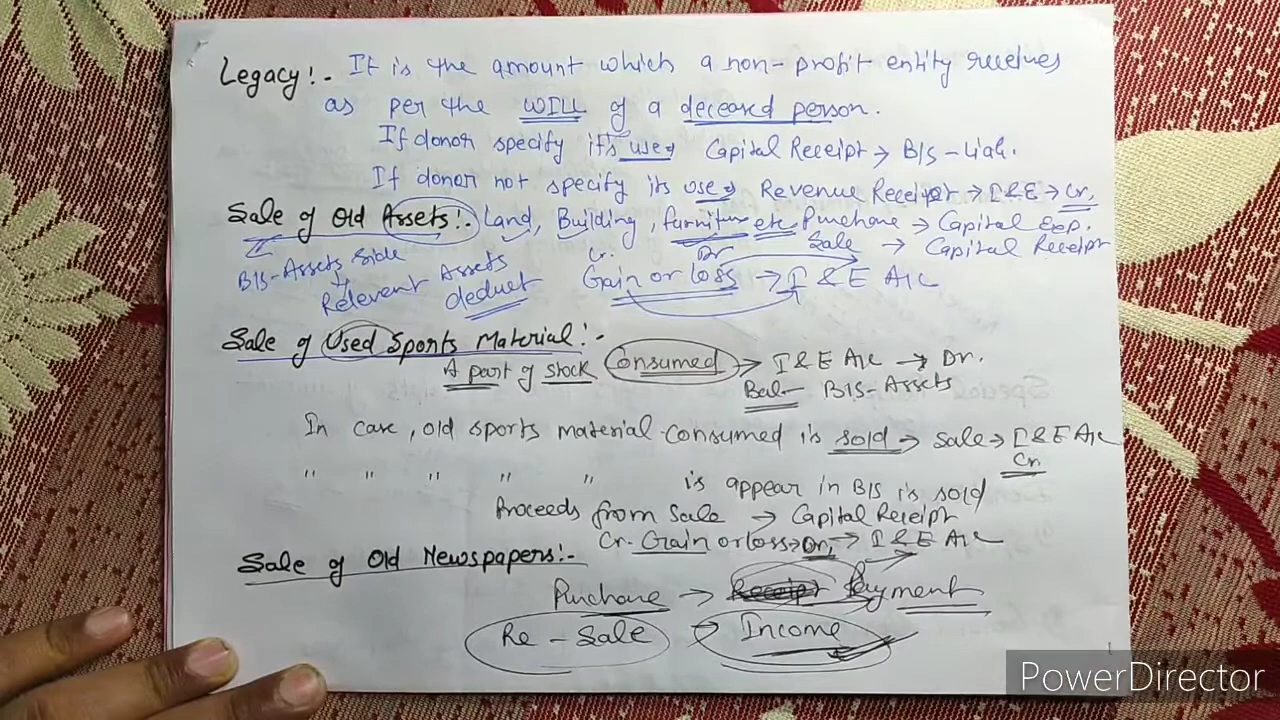 Legacy:- It is the amount which a non-profit entity receives
as per the WILL of a deceased person.
If donor specify it's use → Capital Receipt → B/S - Liab.
If donor not specify its use → Revenue Receipt → I & E → Cr.
Sale of Old Assets:- Land, Building, furniture etc. Purchase → Capital Exp.
Sale → Capital Receipt
B/S - Assets side
Relevent Assets
deduct
Cr. Dr
Gain or loss → I & E A/c
Sale of Used Sports Material:-
A part of stock Consumed → I & E A/c → Dr.
Bal- B/S - Assets
In case, old sports material consumed is sold → Sale → I & E A/c
Cr
" " " " " is appear in B/S is sold
Proceeds from Sale → Capital Receipt
Cr. Gain or loss → Dr. → I & E A/c
Sale of Old Newspapers:-
Purchase → Receipt Payment
Re - Sale → Income
PowerDirector